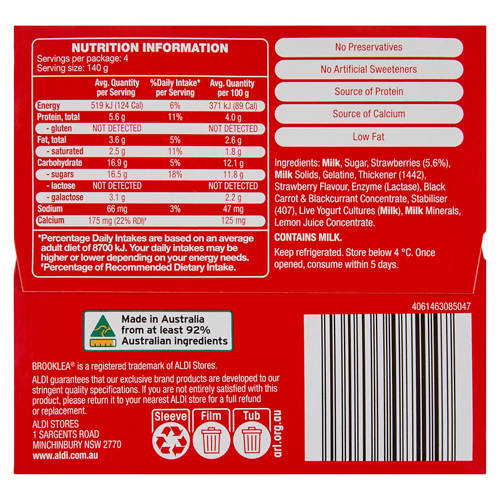 NUTRITION INFORMATION
Servings per package: 4
Serving size: 140 g
Avg. Quantity per Serving %Daily Intake* per Serving Avg. Quantity per 100 g
Energy 519 kJ (124 Cal) 6% 371 kJ (89 Cal)
Protein, total 5.6 g 11% 4.0 g
- gluten NOT DETECTED NOT DETECTED
Fat, total 3.6 g 5% 2.6 g
- saturated 2.5 g 11% 1.8 g
Carbohydrate 16.9 g 5% 12.1 g
- sugars 16.5 g 18% 11.8 g
- lactose NOT DETECTED NOT DETECTED
- galactose 3.1 g 2.2 g
Sodium 66 mg 3% 47 mg
Calcium 175 mg (22% RDI)^ 125 mg
*Percentage Daily Intakes are based on an average
adult diet of 8700 kJ. Your daily intakes may be
higher or lower depending on your energy needs.
^Percentage of Recommended Dietary Intake.
No Preservatives
No Artificial Sweeteners
Source of Protein
Source of Calcium
Low Fat
Ingredients: Milk, Sugar, Strawberries (5.6%),
Milk Solids, Gelatine, Thickener (1442),
Strawberry Flavour, Enzyme (Lactase), Black
Carrot & Blackcurrant Concentrate, Stabiliser
(407), Live Yogurt Cultures (Milk), Milk Minerals,
Lemon Juice Concentrate.
CONTAINS MILK.
Keep refrigerated. Store below 4 °C. Once
opened, consume within 5 days.
Made in Australia
from at least 92%
Australian ingredients
4061463085047
BROOKLEA® is a registered trademark of ALDI Stores.
ALDI guarantees that our exclusive brand products are developed to our
stringent quality specifications. If you are not entirely satisfied with this
product, please return it to your nearest ALDI store for a full refund
or replacement.
ALDI STORES
1 SARGENTS ROAD
MINCHINBURY NSW 2770
www.aldi.com.au
Sleeve Film Tub
arl.org.au